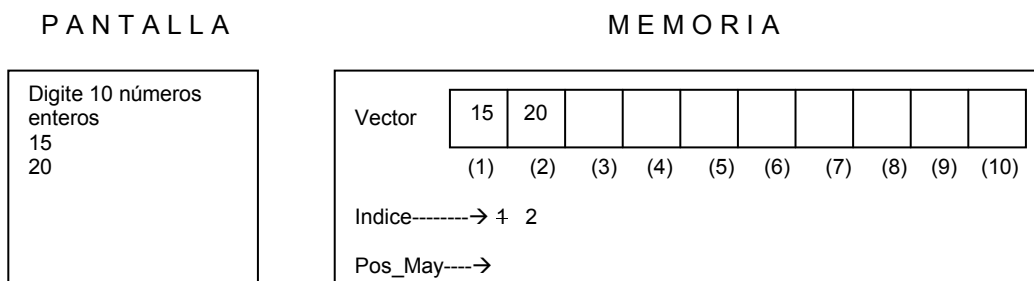 P A N T A L L A
M E M O R I A
Digite 10 números
enteros
15
20
Vector 15 20
(1) (2) (3) (4) (5) (6) (7) (8) (9) (10)
Indice--------→ 1 2
Pos_May----→